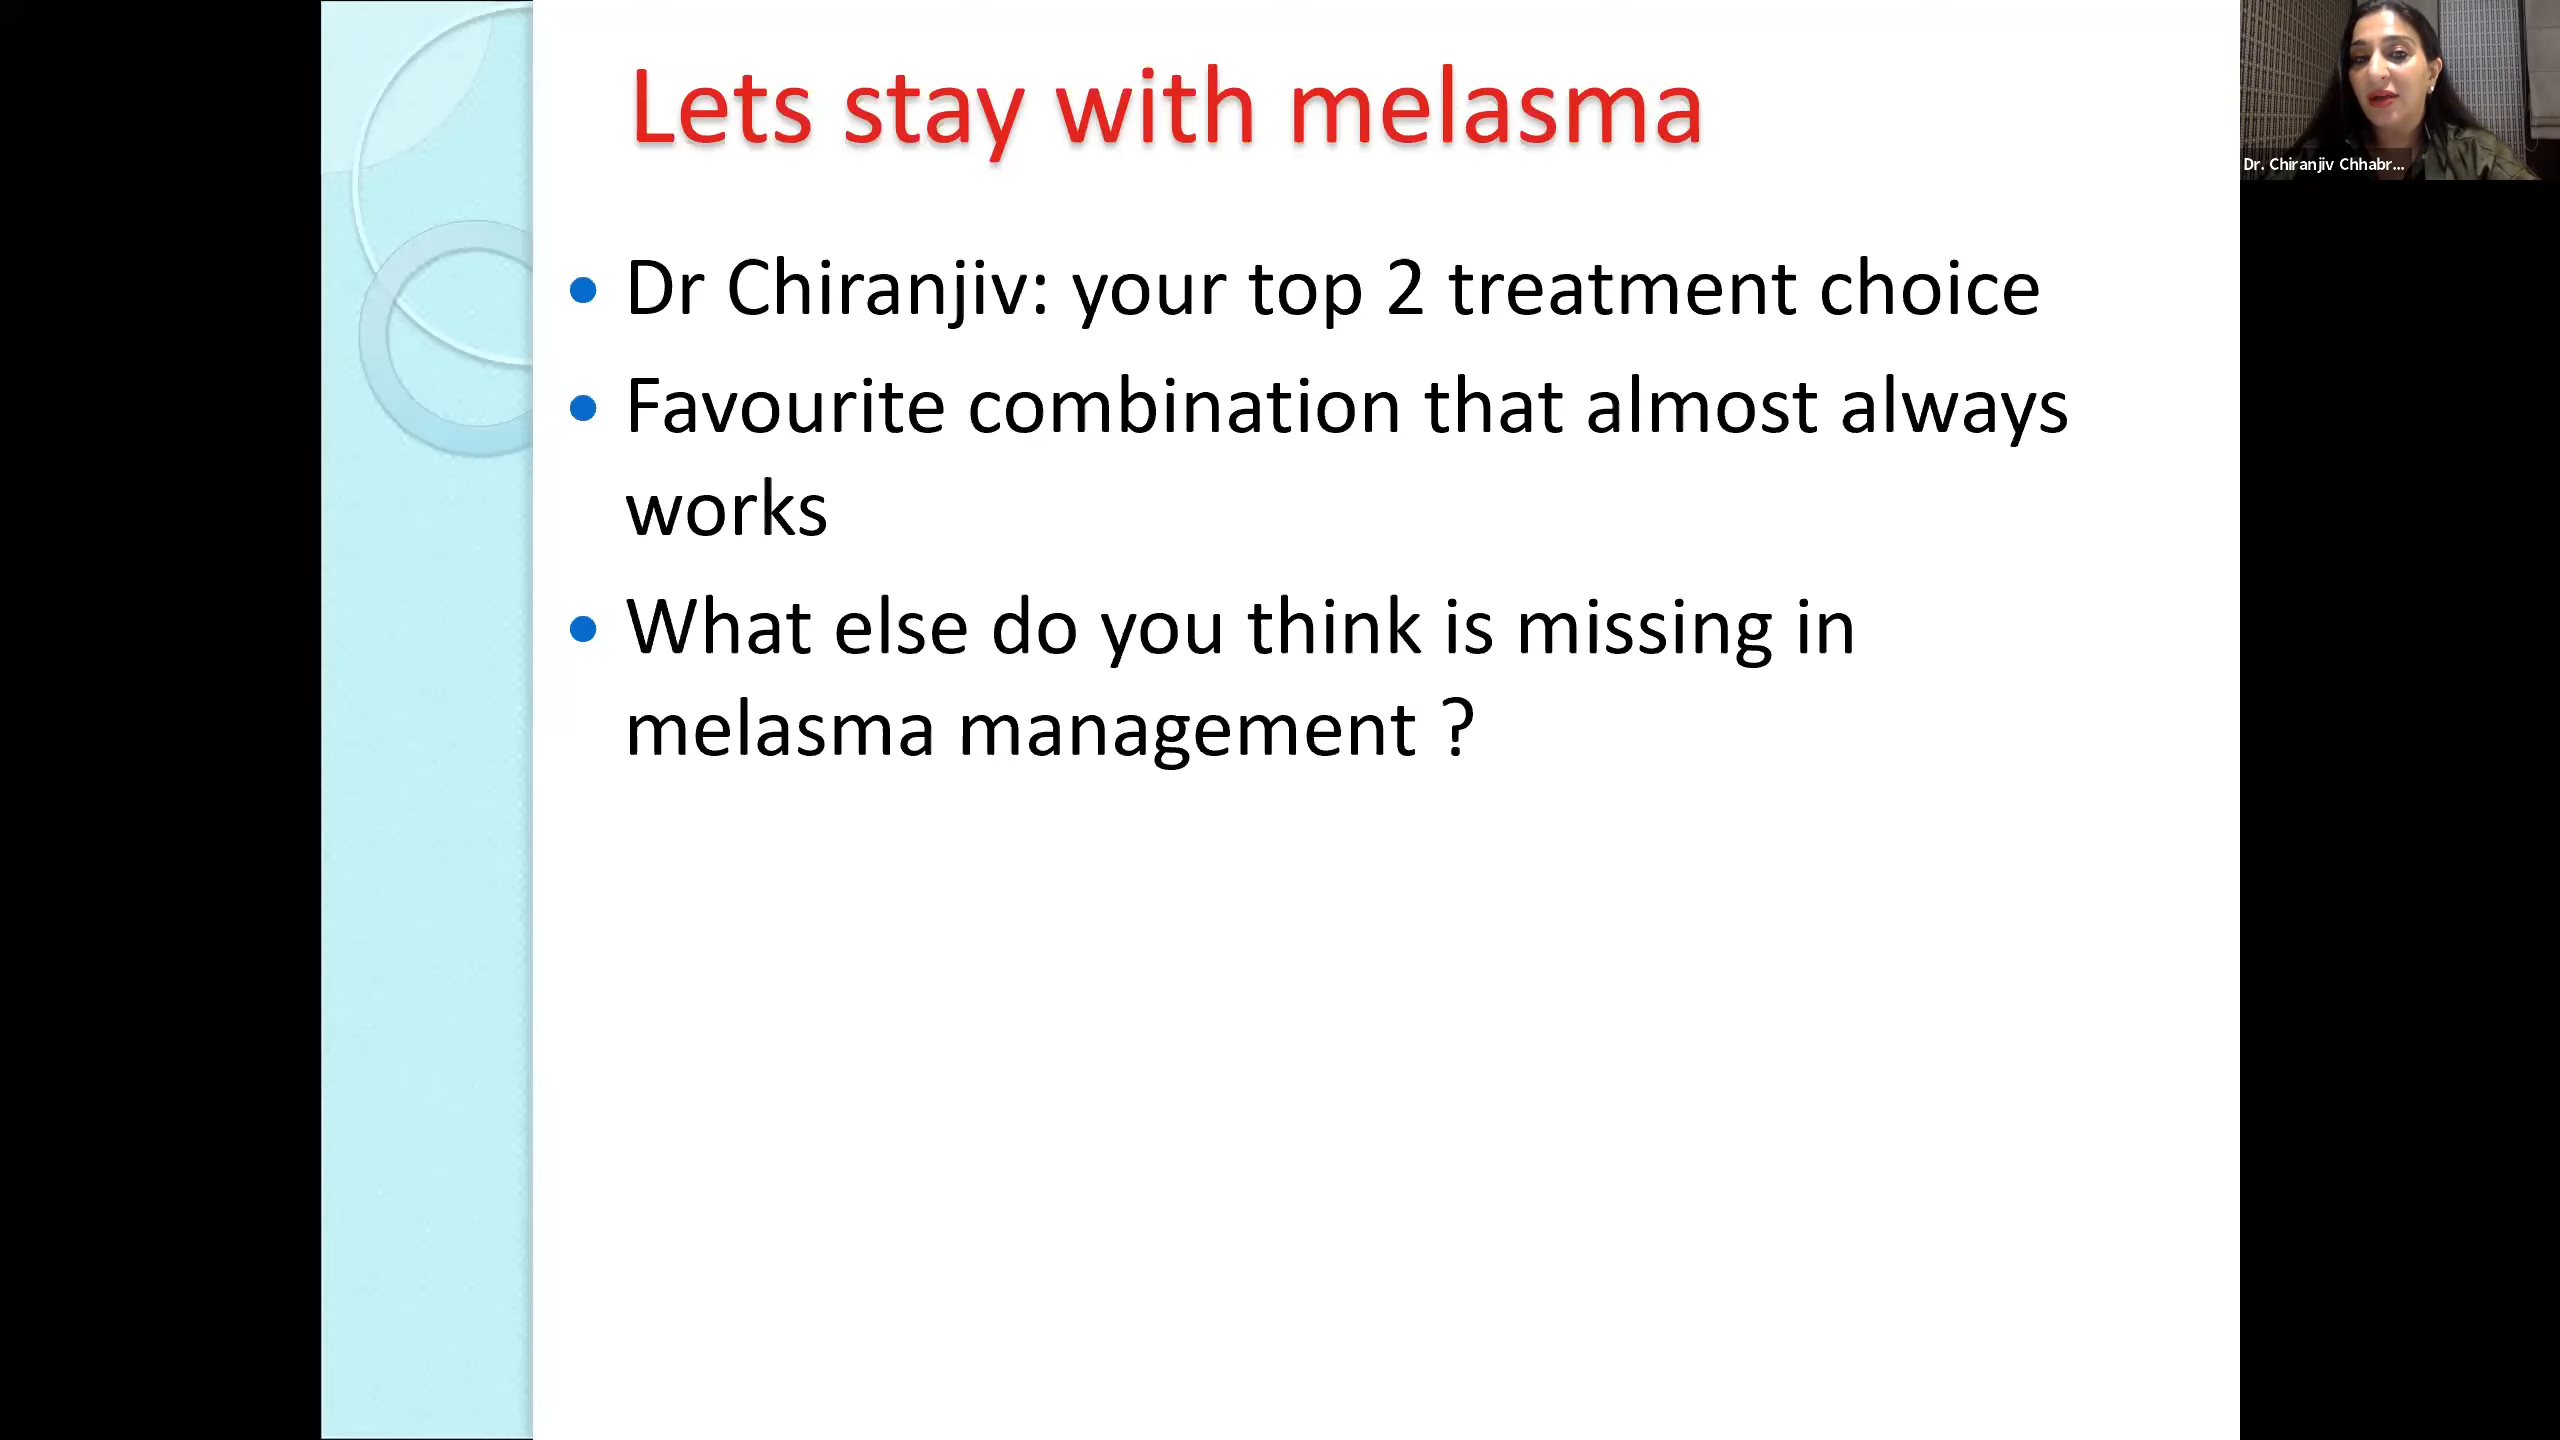 Lets stay with melasma
Dr. Chiranjiv Chhabr...
• Dr Chiranjiv: your top 2 treatment choice
• Favourite combination that almost always
works
• What else do you think is missing in
melasma management ?